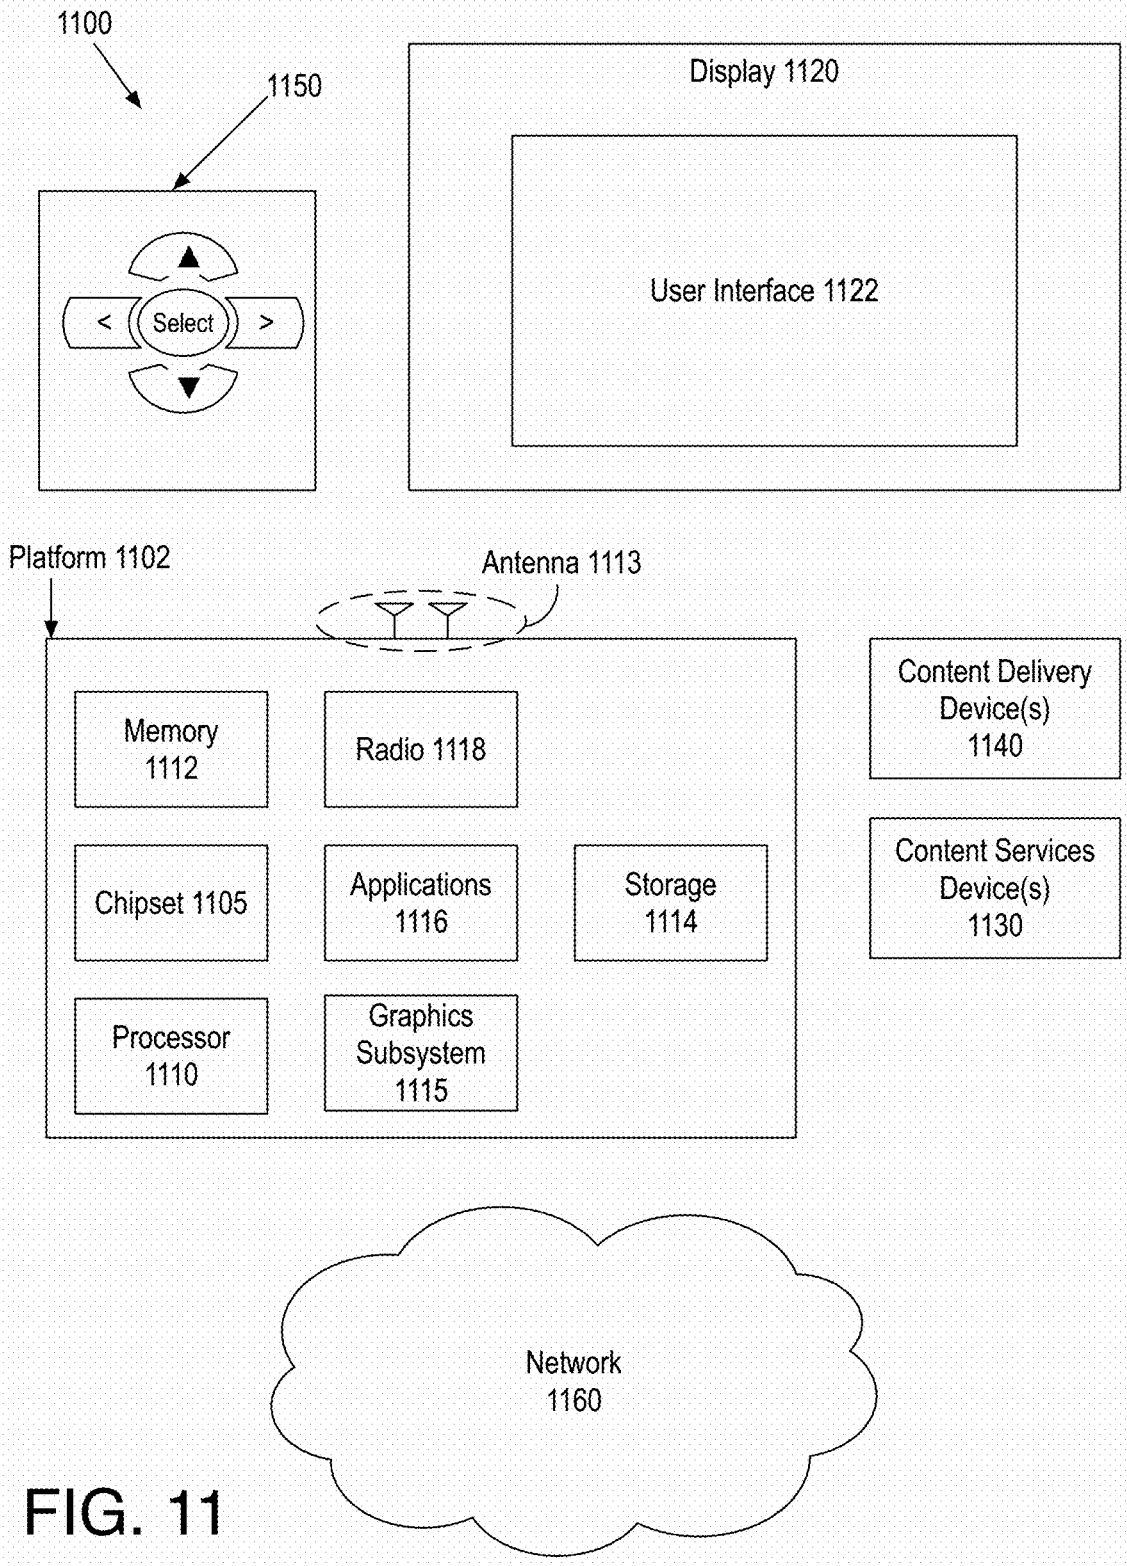 1100
1150
Display 1120
User Interface 1122
<
Select
>
Platform 1102
Antenna 1113
Memory
1112
Radio 1118
Content Delivery
Device(s)
1140
Chipset 1105
Applications
1116
Storage
1114
Content Services
Device(s)
1130
Processor
1110
Graphics
Subsystem
1115
Network
1160
FIG. 11